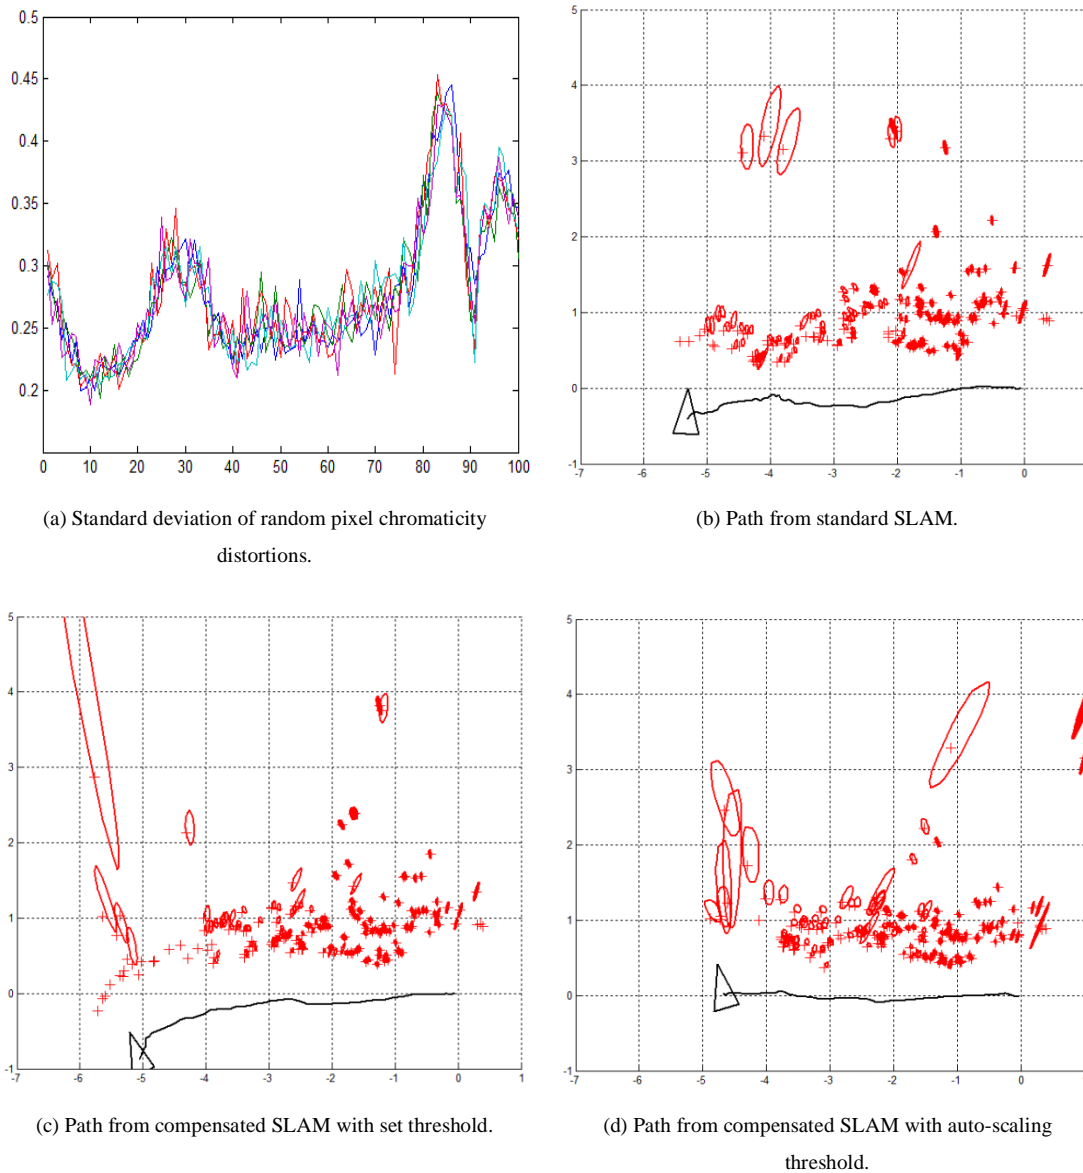 0.5
0.45
0.4
0.35
0.3
0.25
0.2
0 10 20 30 40 50 60 70 80 90 100
(a) Standard deviation of random pixel chromaticity
distortions.
5
4
3
2
1
0
-1
-7 -6 -5 -4 -3 -2 -1 0
(b) Path from standard SLAM.
5
4
3
2
1
0
-1
-7 -6 -5 -4 -3 -2 -1 0 1
(c) Path from compensated SLAM with set threshold.
5
4
3
2
1
0
-1
-7 -6 -5 -4 -3 -2 -1 0
(d) Path from compensated SLAM with auto-scaling
threshold.